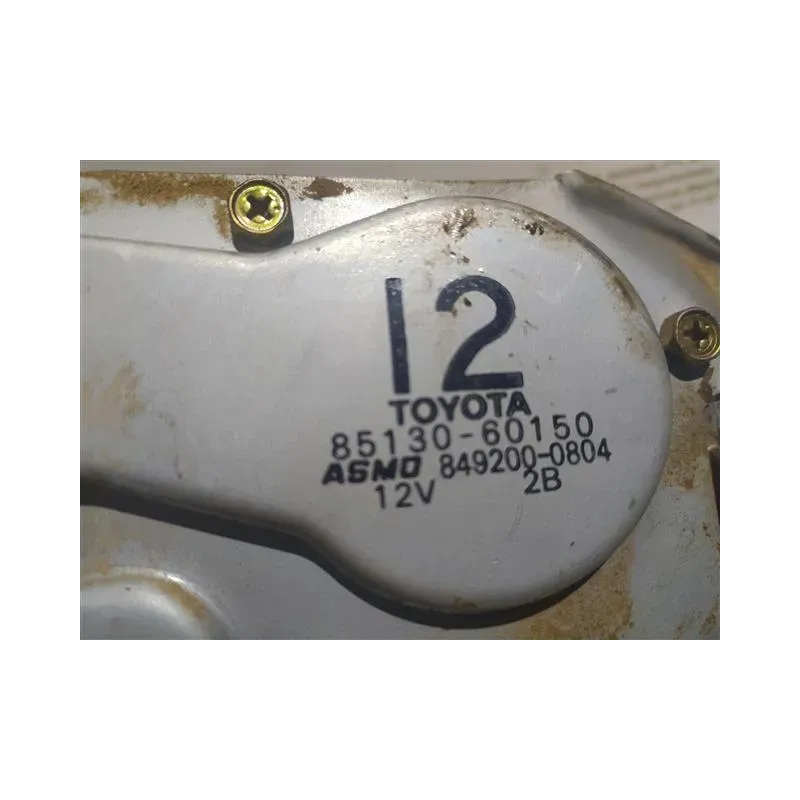 12
TOYOTA
85130-60150
ASMO 849200-0804
12V 2B